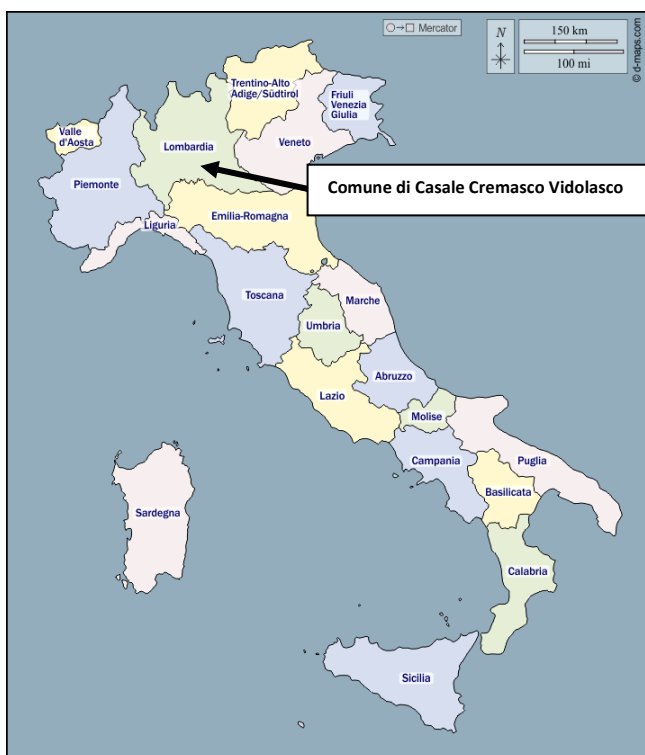 Mercator
N
150 km
100 mi
© d-maps.com
Trentino-Alto
Adige/Südtirol
Friuli
Venezia
Giulia
Valle
d'Aosta
Lombardia
Veneto
Piemonte
Comune di Casale Cremasco Vidolasco
Emilia-Romagna
Liguria
Toscana
Marche
Umbria
Abruzzo
Lazio
Molise
Campania
Puglia
Basilicata
Sardegna
Calabria
Sicilia